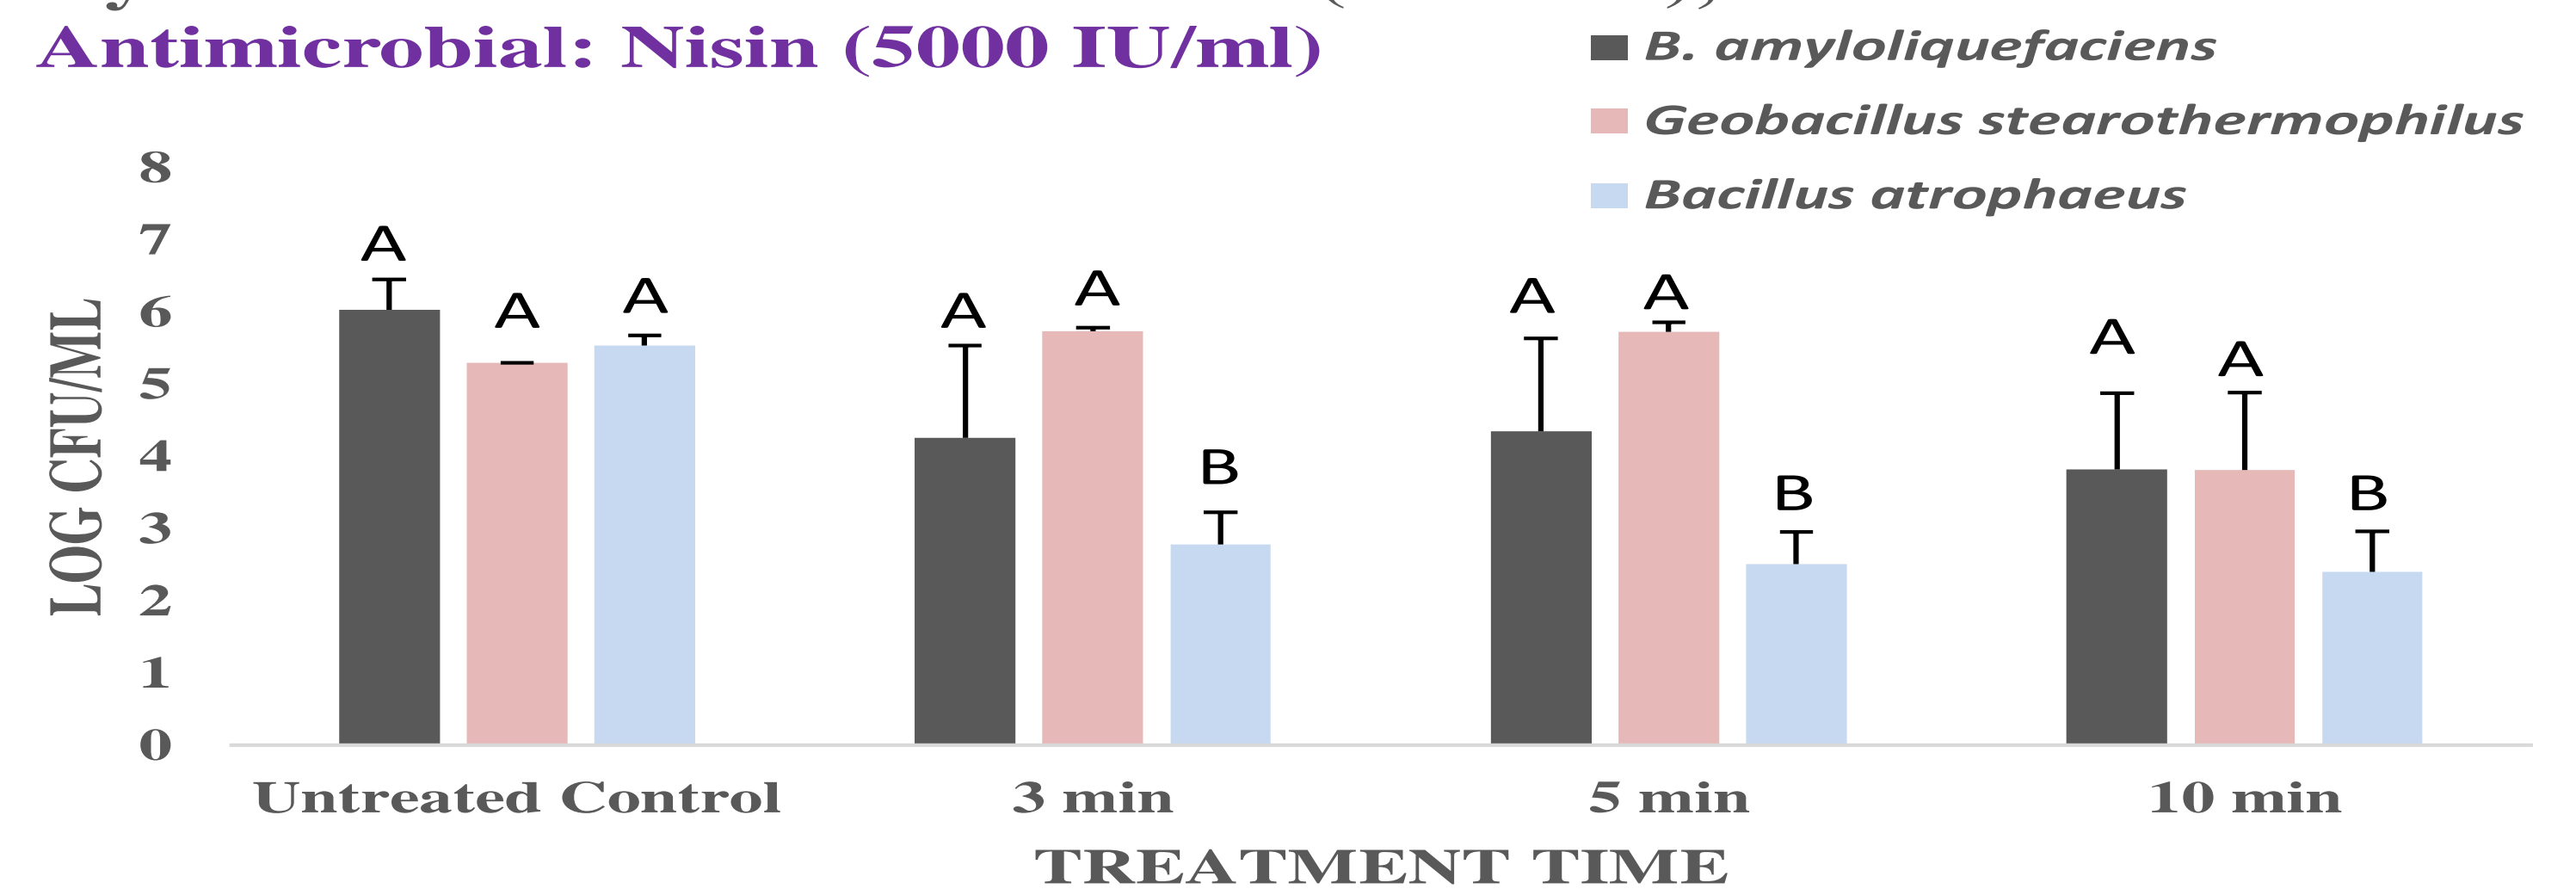 Antimicrobial: Nisin (5000 IU/ml)
B. amyloliquefaciens
Geobacillus stearothermophilus
Bacillus atrophaeus
8
7
6
5
4
3
2
1
0
LOG CFU/ML
A A A
A A B
A A B
A A B
Untreated Control 3 min 5 min 10 min
TREATMENT TIME